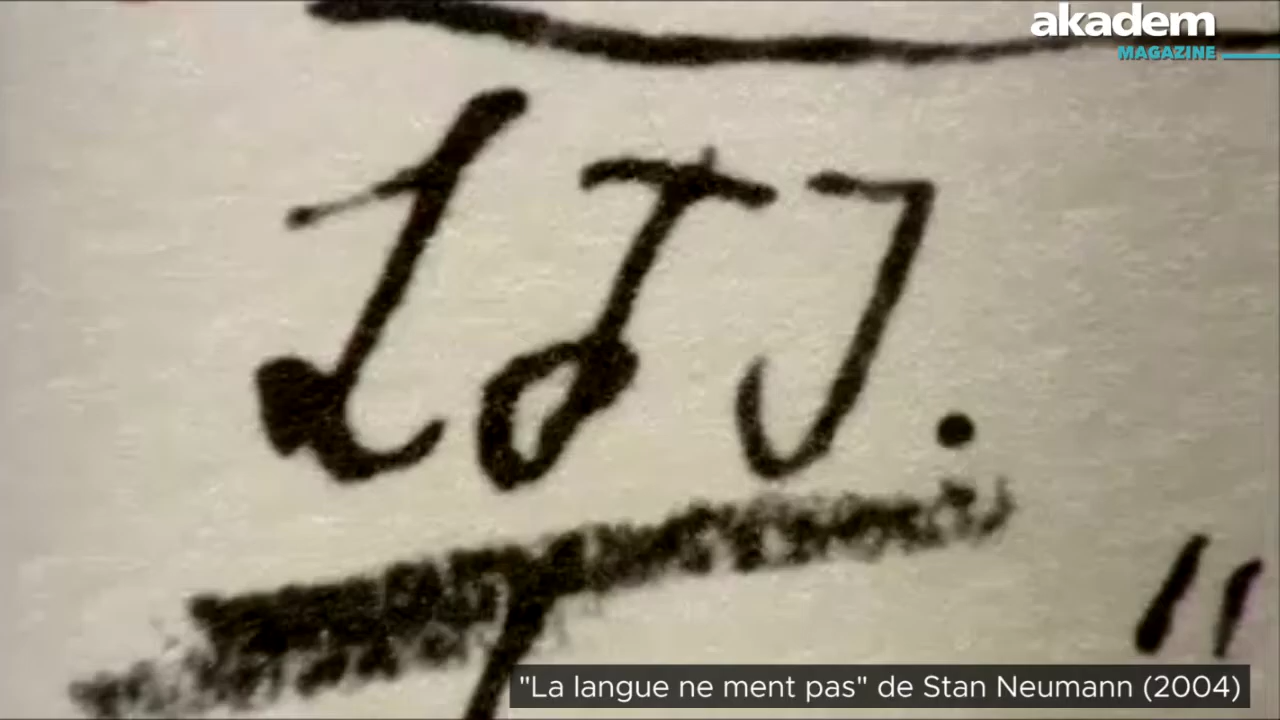 akadem
MAGAZINE
LTI.
"
"La langue ne ment pas" de Stan Neumann (2004)